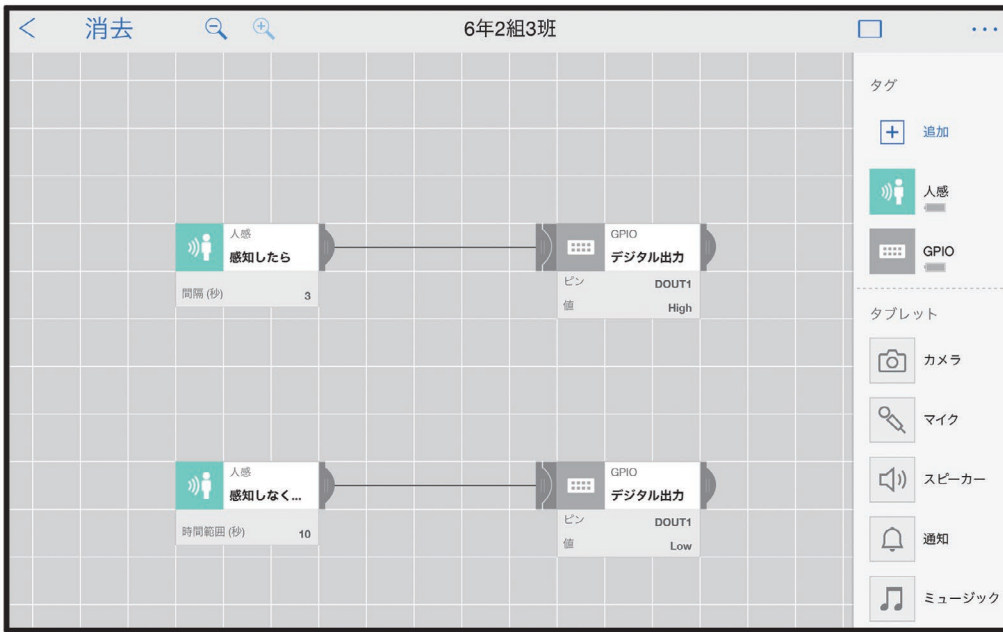 消去
6年2組3班
タグ
追加
人感
GPIO
タブレット
カメラ
マイク
スピーカー
通知
ミュージック
人感
感知したら
間隔 (秒) 3
GPIO
デジタル出力
ピン DOUT1
値 High
人感
感知しなく...
時間範囲 (秒) 10
GPIO
デジタル出力
ピン DOUT1
値 Low